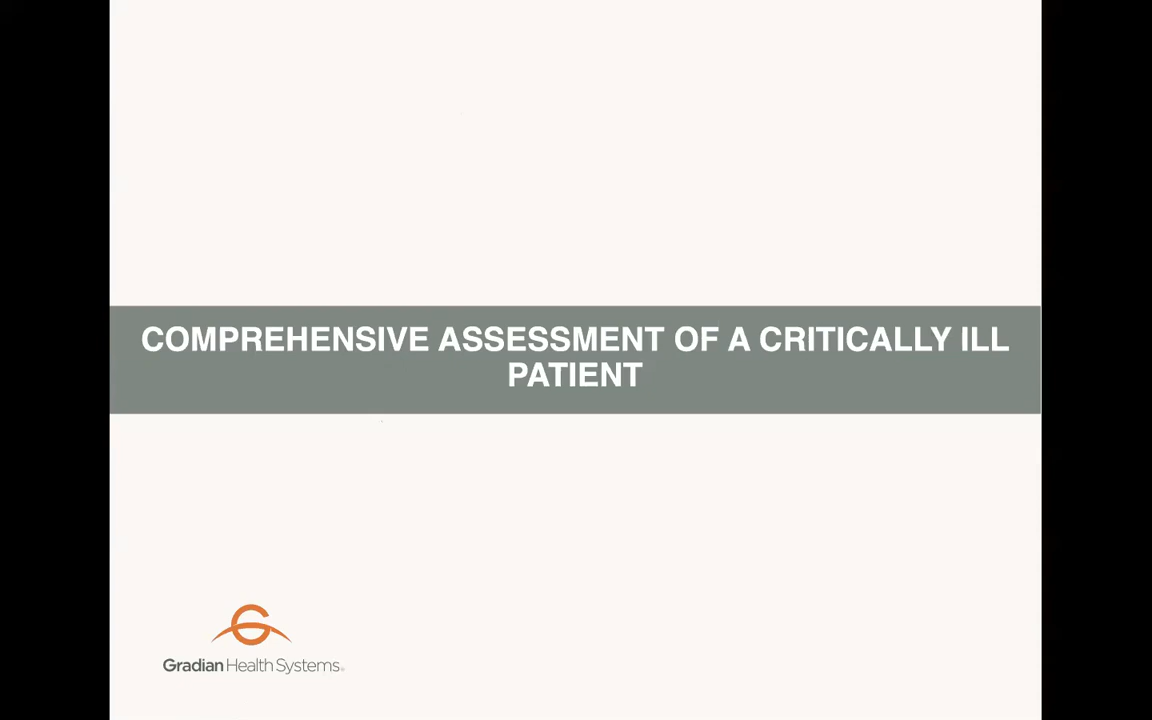 COMPREHENSIVE ASSESSMENT OF A CRITICALLY ILL
PATIENT
Gradian Health Systems